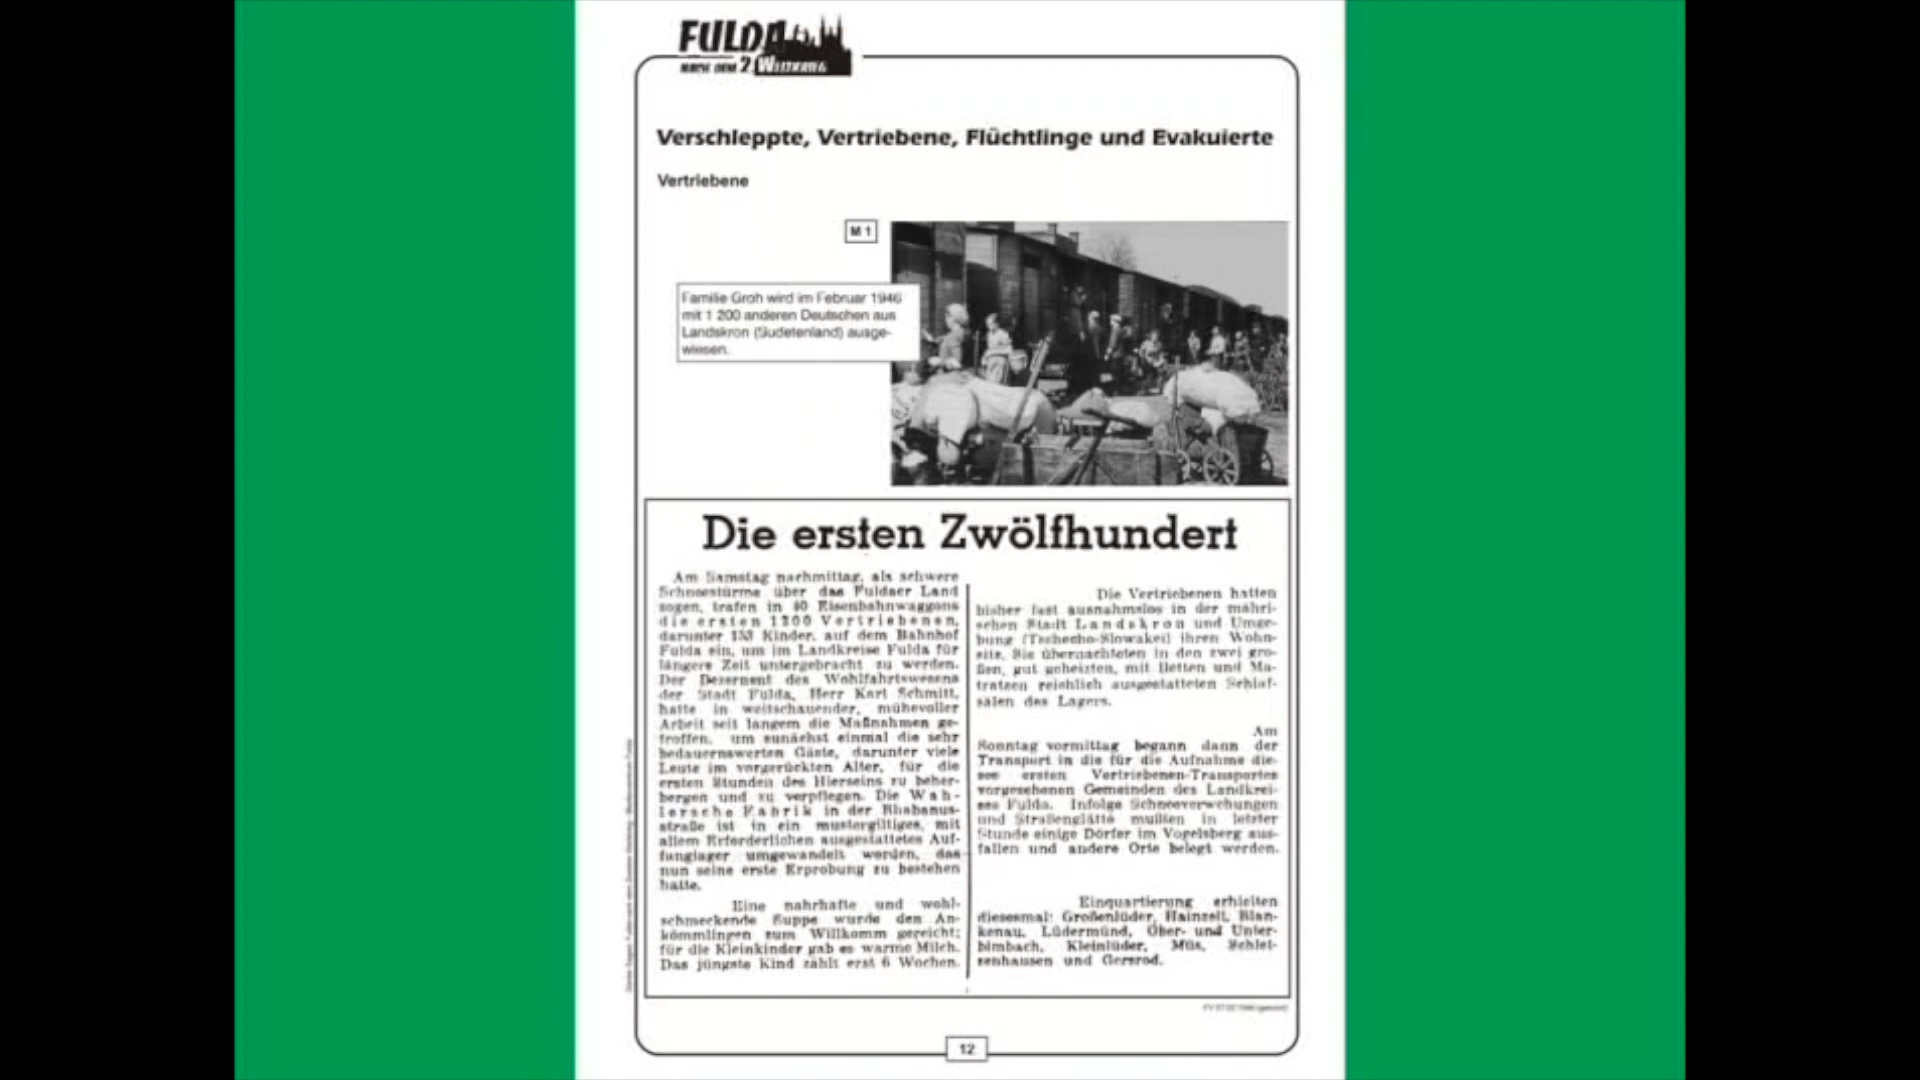 FULDA
NACH DEM 2. WELTKRIEG
Verschleppte, Vertriebene, Flüchtlinge und Evakuierte
Vertriebene
M 1
Familie Groh wird im Februar 1946
mit 1 200 anderen Deutschen aus
Landskron (Sudetenland) ausge-
wiesen.
Die ersten Zwölfhundert
Am Samstag nachmittag, als schwere
Schneestürme über das Fuldaer Land
zogen, trafen in 40 Eisenbahnwaggons
die ersten 1200 Vertriebenen,
darunter Kinder, auf dem Bahnhof
Fulda ein, um im Landkreise Fulda für
längere Zeit untergebracht zu werden.
Der Dezernent des Wohlfahrtswesens
der Stadt Fulda, Herr Karl Schmitt,
hatte in weitschauender, mühevoller
Arbeit seit langem die Maßnahmen ge-
troffen, um zunächst einmal die sehr
bedauernswerten Gäste, darunter viele
Leute im vorgerückten Alter, für die
ersten Stunden des Hierseins zu beher-
bergen und zu verpflegen. Die Wah-
lersche Fabrik in der Rhabanus-
straße ist in ein mustergiltiges, mit
allem Erforderlichen ausgestattetes Auf-
fanglager umgewandelt worden, das
nun seine erste Erprobung zu bestehen
hatte.
Eine nahrhafte und wohl-
schmeckende Suppe wurde den An-
kömmlingen zum Willkomm gereicht;
für die Kleinkinder gab es warme Milch.
Das jüngste Kind zählt erst 6 Wochen.
Die Vertriebenen hatten
bisher fast ausnahmslos in der mähri-
schen Stadt Landskron und Umge-
bung (Tschecho-Slowakei) ihren Wohn-
sitz. Sie übernachteten in den zwei gro-
ßen, gut geheizten, mit Betten und Ma-
tratzen reichlich ausgestatteten Schlaf-
sälen des Lagers.
Am
Sonntag vormittag begann dann der
Transport in die für die Aufnahme die-
ses ersten Vertriebenen-Transportes
vorgesehenen Gemeinden des Landkrei-
ses Fulda. Infolge Schneeverwehungen
und Straßenglätte mußten in letzter
Stunde einige Dörfer im Vogelsberg aus-
fallen und andere Orte belegt werden.
Einquartierung erhielten
diesesmal: Großenlüder, Hainzell, Blan-
kenau, Lüdermünd, Ober- und Unter-
bimbach, Kleinlüder, Müs, Schlet-
zenhausen und Gersrod.
12